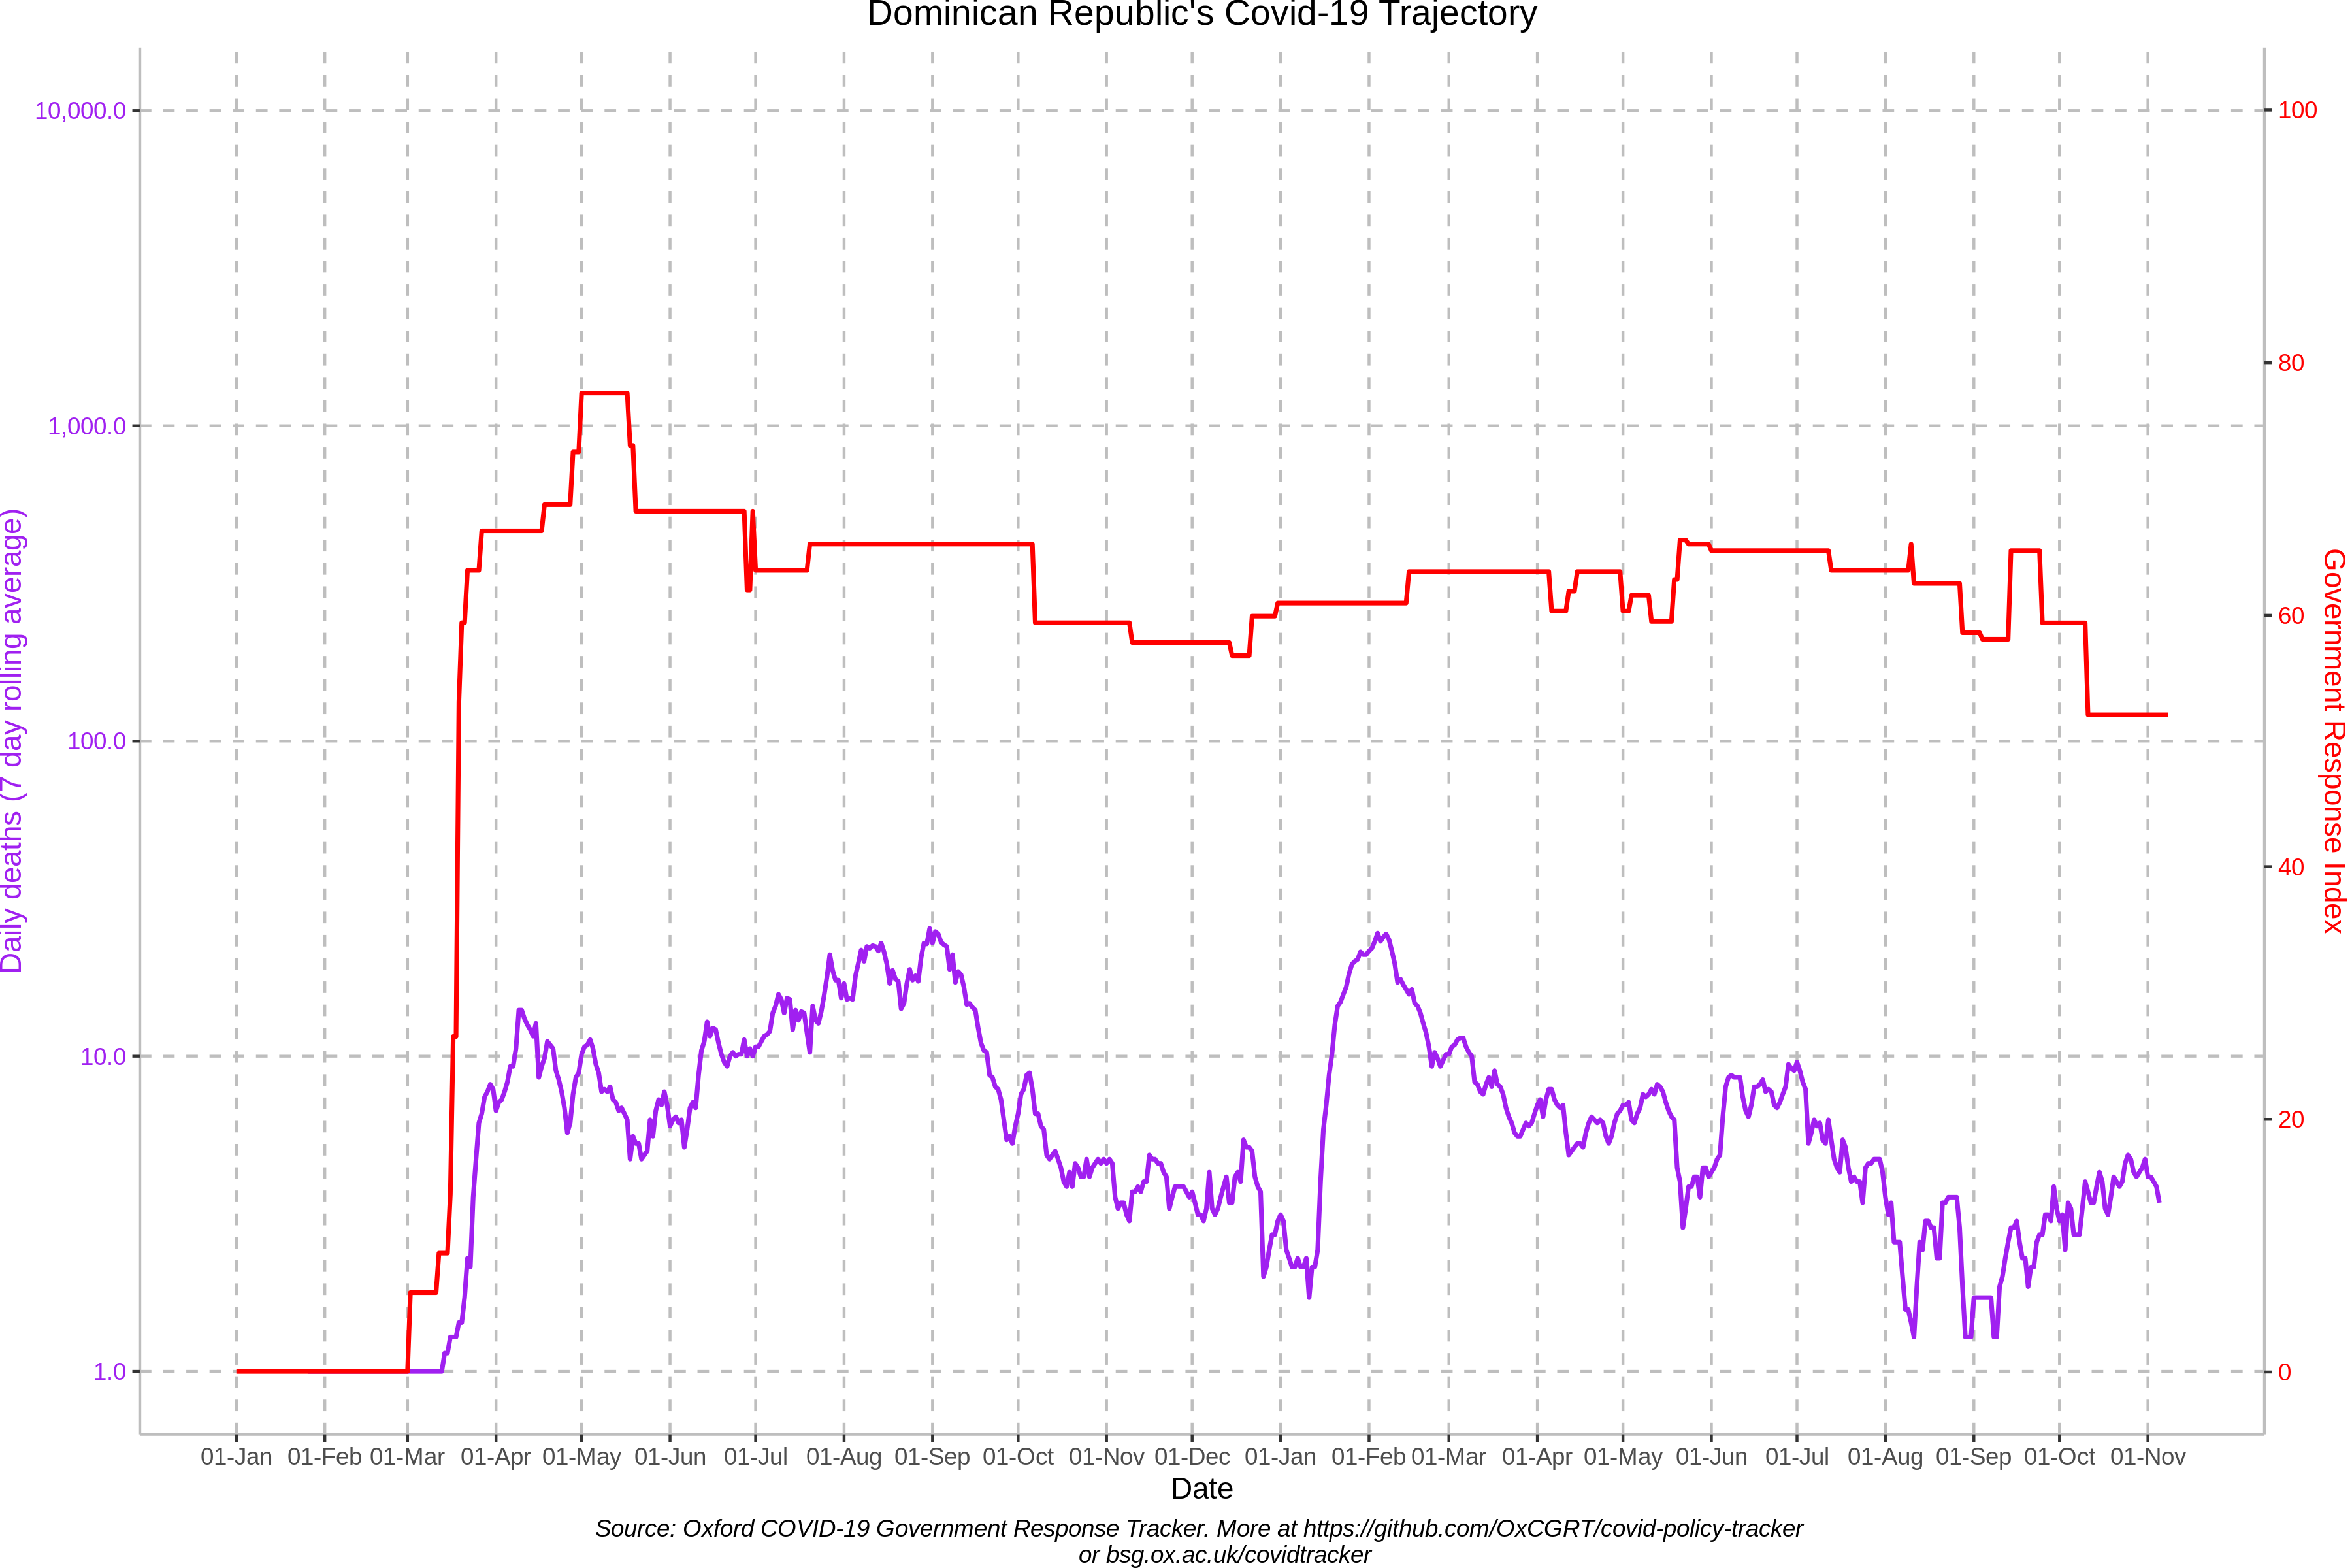 Dominican Republic's Covid-19 Trajectory
Daily deaths (7 day rolling average)
10,000.0
1,000.0
100.0
10.0
1.0
100
80
60
40
20
0
Government Response Index
01-Jan 01-Feb 01-Mar 01-Apr 01-May 01-Jun 01-Jul 01-Aug 01-Sep 01-Oct 01-Nov 01-Dec 01-Jan 01-Feb 01-Mar 01-Apr 01-May 01-Jun 01-Jul 01-Aug 01-Sep 01-Oct 01-Nov
Date
Source: Oxford COVID-19 Government Response Tracker. More at https://github.com/OxCGRT/covid-policy-tracker
or bsg.ox.ac.uk/covidtracker